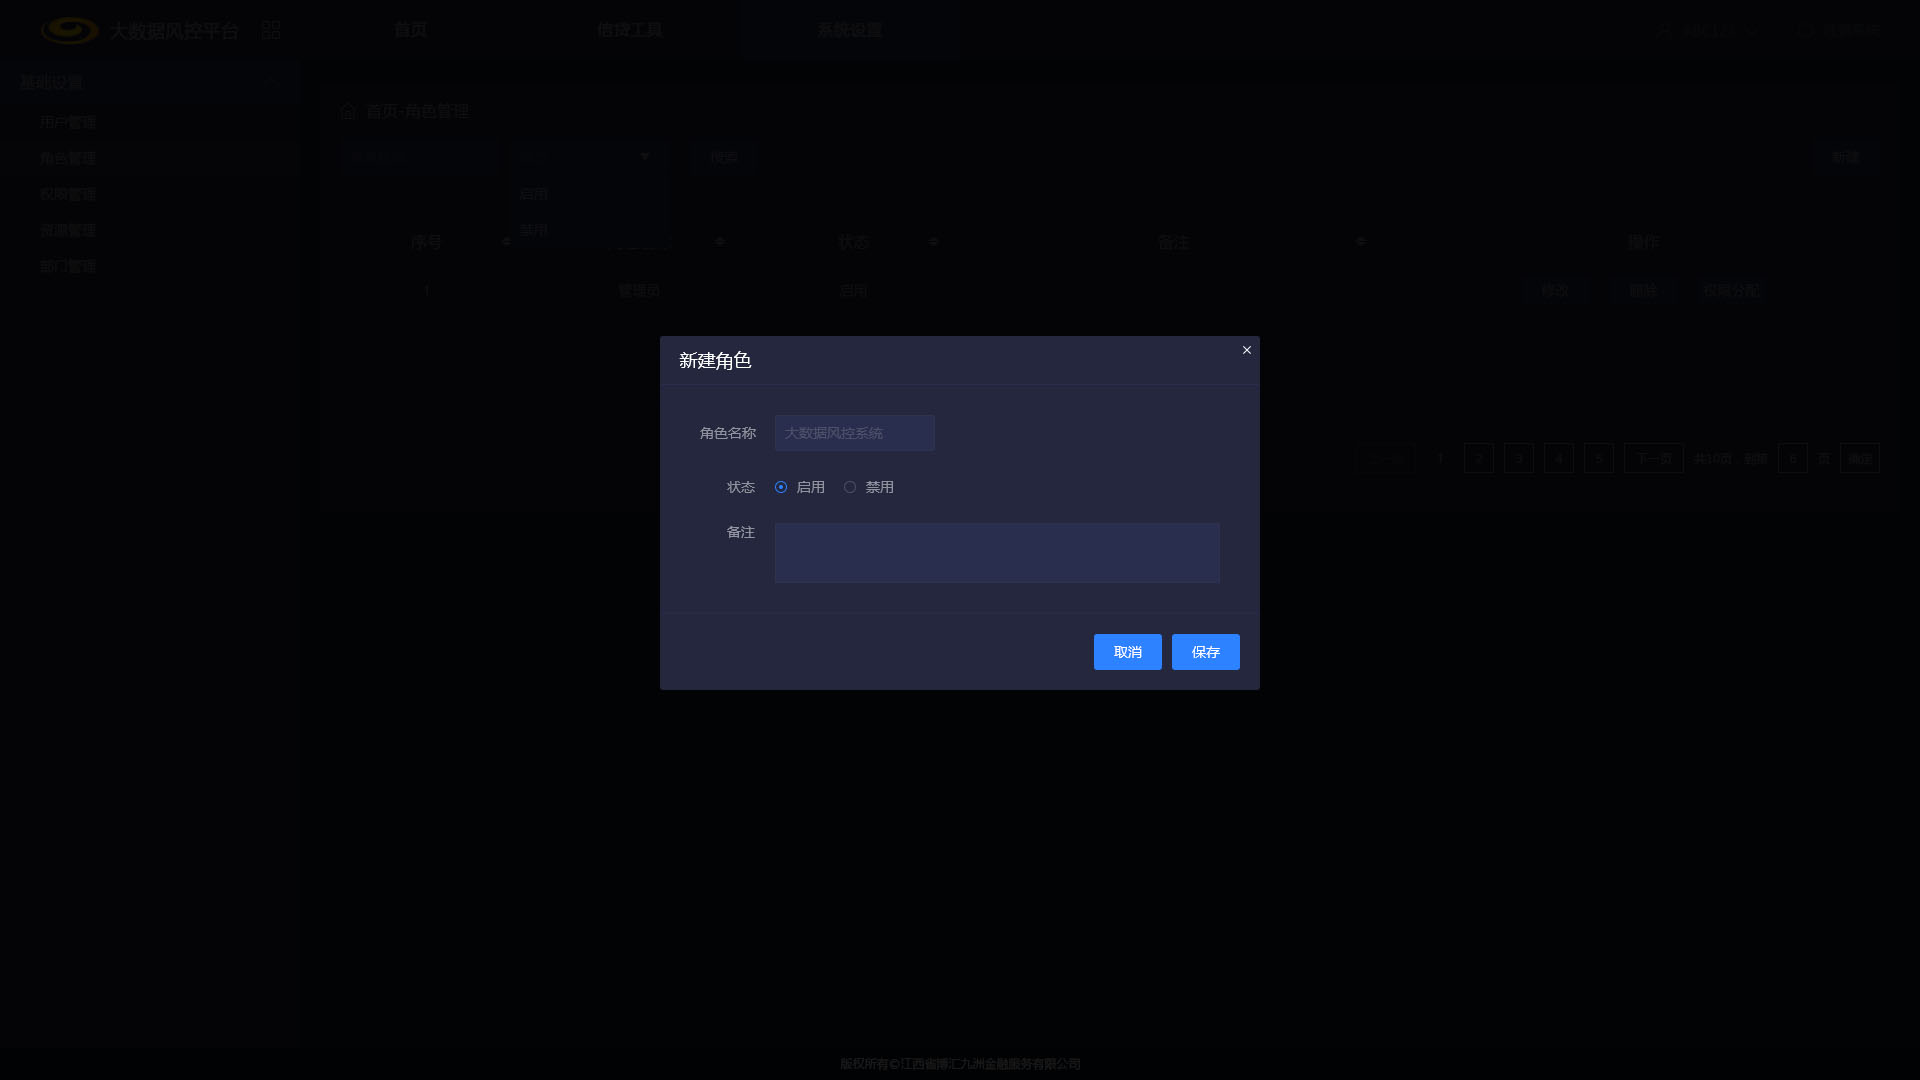 大数据风控平台
首页
信贷工具
系统设置
基础设置
用户管理
角色管理
权限管理
资源管理
部门管理
首页-角色管理
搜索
新建
启用
禁用
序号
状态
备注
操作
1
管理员
启用
修改
删除
权限分配
新建角色
×
角色名称
大数据风控系统
状态
启用
禁用
备注
取消
保存
1 2 3 4 5 下一页 共10页，到第 6 页 确定
版权所有©江西省博汇九洲金融服务有限公司